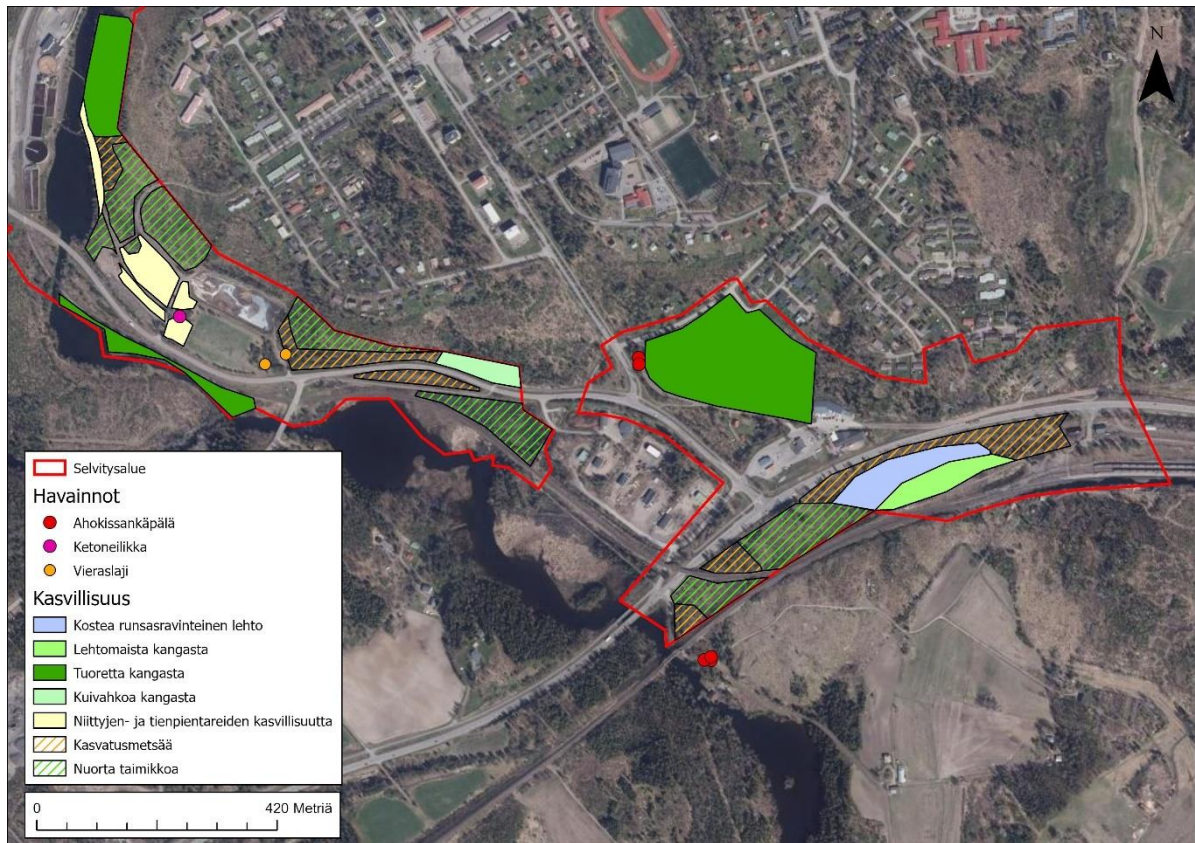 N
Selvitysalue
Havainnot
Ahokissankäpälä
Ketoneilikka
Vieraslaji
Kasvillisuus
Kostea runsasravinteinen lehto
Lehtomaista kangasta
Tuoretta kangasta
Kuivahkoa kangasta
Niittyjen- ja tienpientareiden kasvillisuutta
Kasvatusmetsää
Nuorta taimikkoa
0 420 Metriä